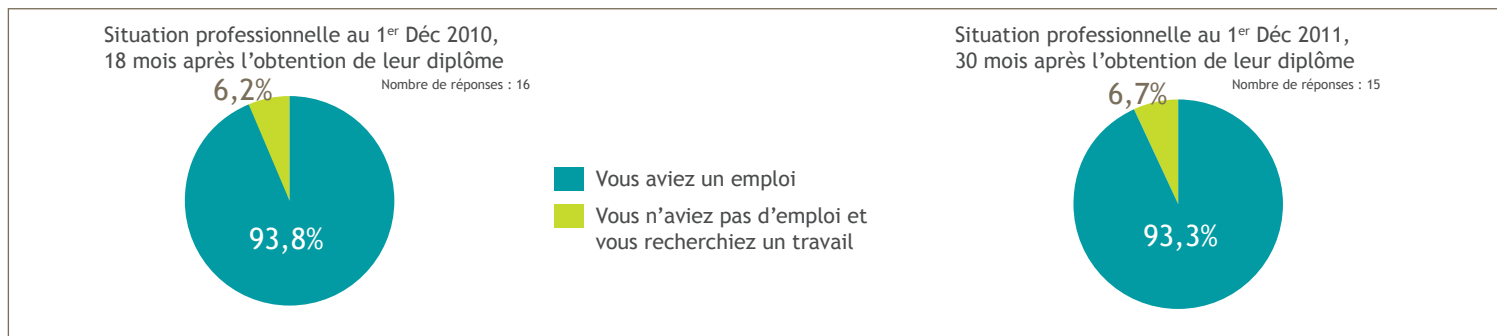 Situation professionnelle au 1er Déc 2010,
18 mois après l’obtention de leur diplôme
Nombre de réponses : 16
6,2%
93,8%
Vous aviez un emploi
Vous n’aviez pas d’emploi et
vous recherchiez un travail
Situation professionnelle au 1er Déc 2011,
30 mois après l’obtention de leur diplôme
Nombre de réponses : 15
6,7%
93,3%